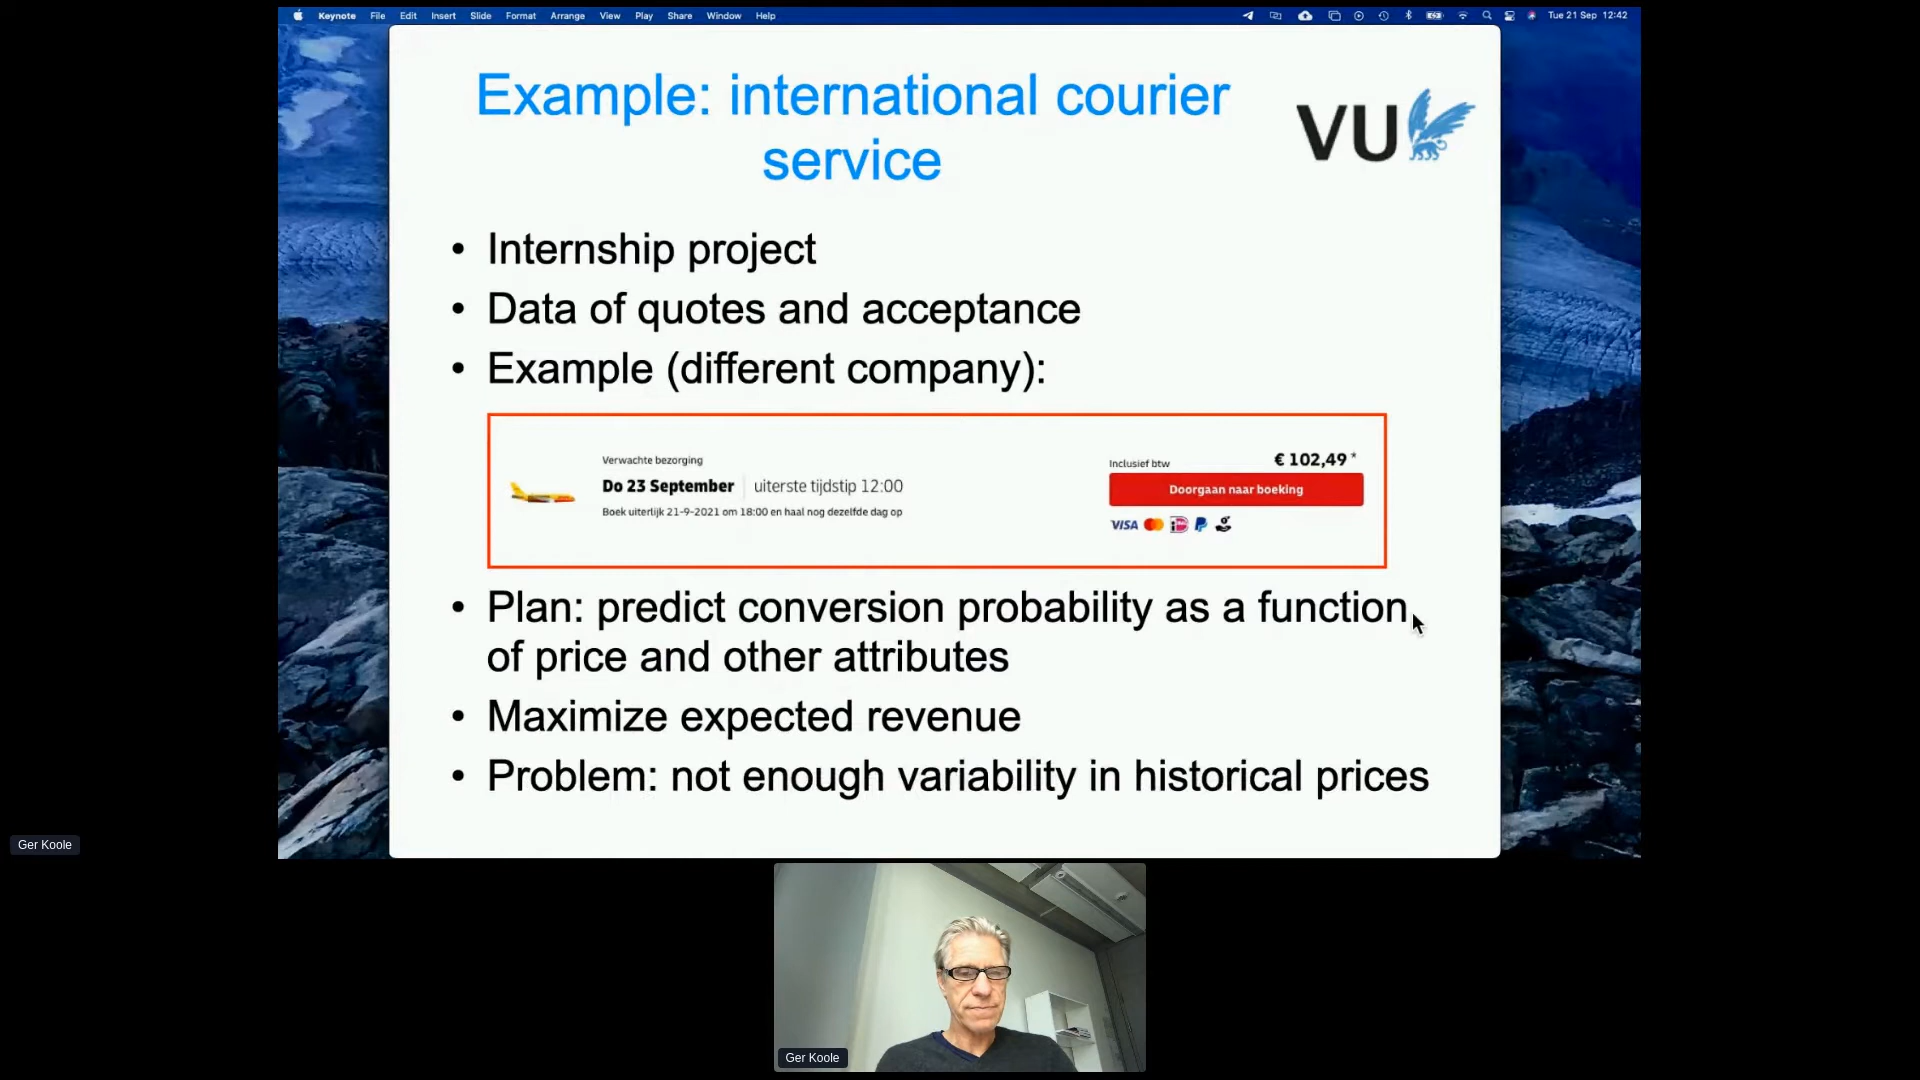 Keynote File Edit Insert Slide Format Arrange View Play Share Window Help Tue 21 Sep 12:42
Example: international courier
service
VU
• Internship project
• Data of quotes and acceptance
• Example (different company):
Verwachte bezorging
Do 23 September uiterste tijdstip 12:00
Boek uiterlijk 21-9-2021 om 18:00 en haal nog dezelfde dag op
Inclusief btw € 102,49 *
Doorgaan naar boeking
VISA
• Plan: predict conversion probability as a function
of price and other attributes
• Maximize expected revenue
• Problem: not enough variability in historical prices
Ger Koole
Ger Koole